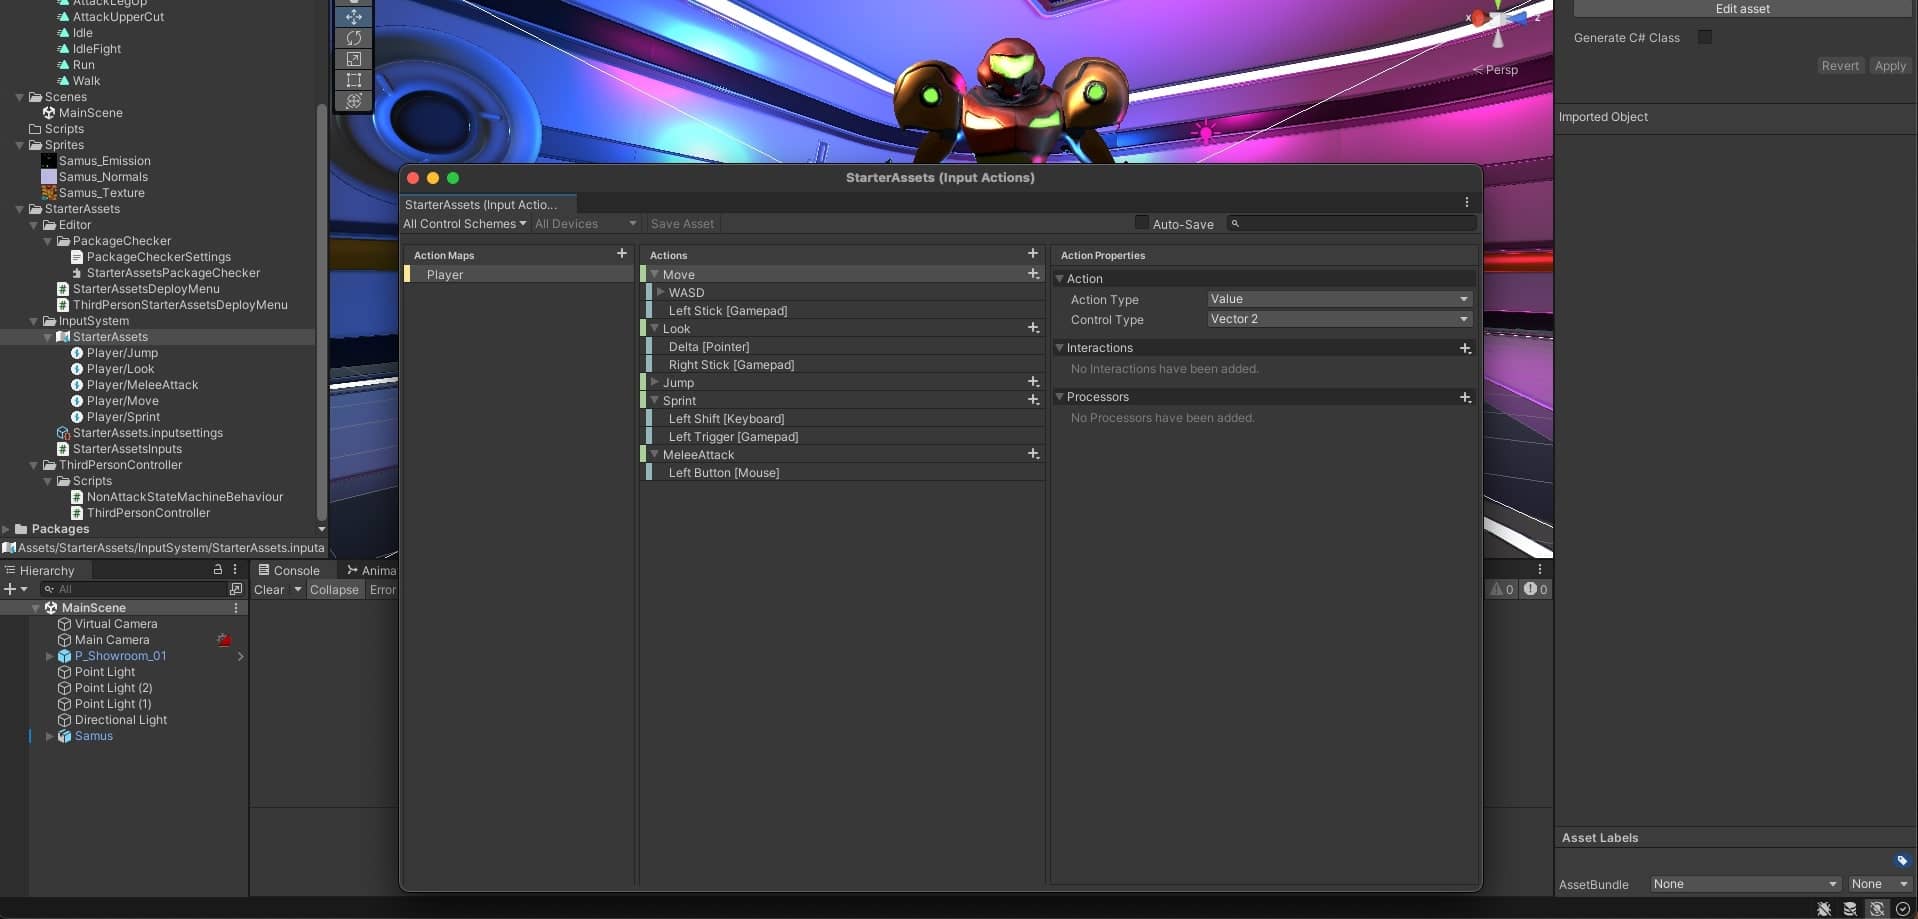 AttackLegUp
AttackUpperCut
Idle
IdleFight
Run
Walk
Scenes
MainScene
Scripts
Sprites
Samus_Emission
Samus_Normals
Samus_Texture
StarterAssets
Editor
PackageChecker
PackageCheckerSettings
StarterAssetsPackageChecker
StarterAssetsDeployMenu
ThirdPersonStarterAssetsDeployMenu
InputSystem
StarterAssets
Player/Jump
Player/Look
Player/MeleeAttack
Player/Move
Player/Sprint
StarterAssets.inputsettings
StarterAssetsInputs
ThirdPersonController
Scripts
NonAttackStateMachineBehaviour
ThirdPersonController
Packages
Assets/StarterAssets/InputSystem/StarterAssets.inputa
Hierarchy
All
MainScene
Virtual Camera
Main Camera
P_Showroom_01
Point Light
Point Light (2)
Point Light (1)
Directional Light
Samus
Console
Anima
Clear
Collapse
Error
x
z
Persp
StarterAssets (Input Actions)
StarterAssets (Input Actio...
All Control Schemes
All Devices
Save Asset
Auto-Save
Action Maps
Player
Actions
Move
WASD
Left Stick [Gamepad]
Look
Delta [Pointer]
Right Stick [Gamepad]
Jump
Sprint
Left Shift [Keyboard]
Left Trigger [Gamepad]
MeleeAttack
Left Button [Mouse]
Action Properties
Action
Action Type Value
Control Type Vector 2
Interactions
No Interactions have been added.
Processors
No Processors have been added.
0 0
Edit asset
Generate C# Class
Revert Apply
Imported Object
Asset Labels
AssetBundle None None